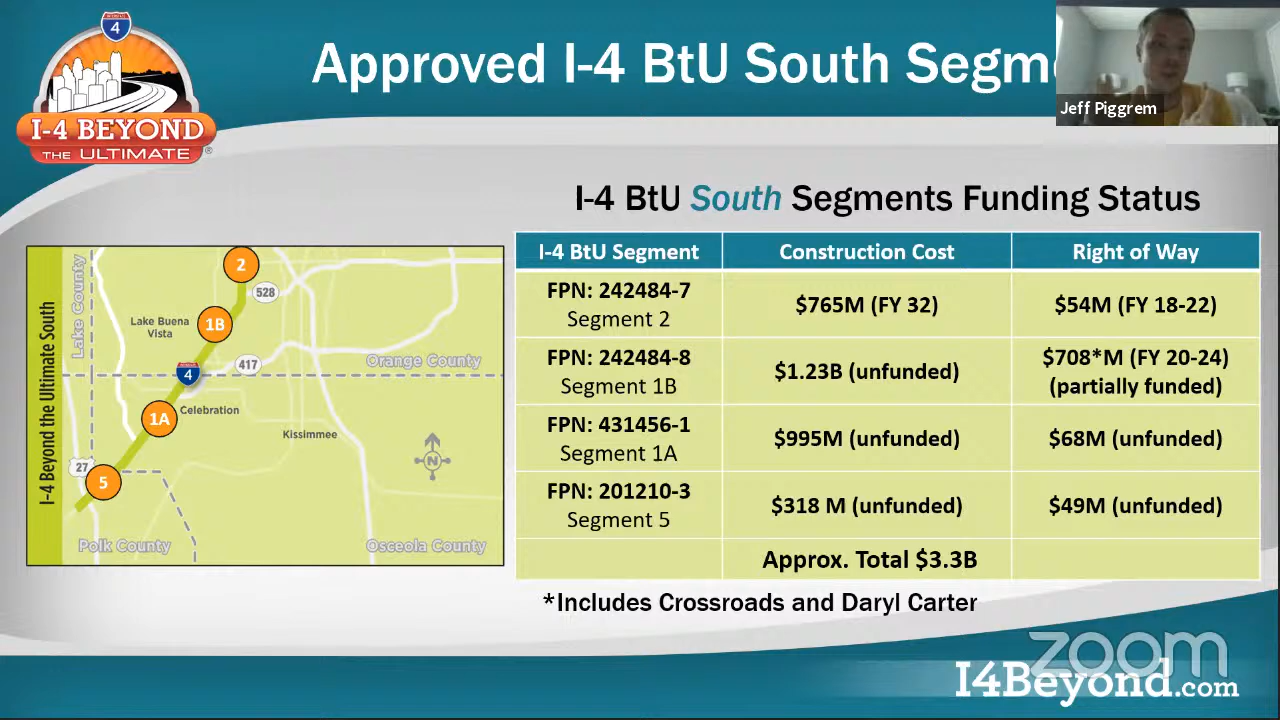 4
I-4 BEYOND
THE ULTIMATE®
Approved I-4 BtU South Segm
Jeff Piggrem
I-4 BtU South Segments Funding Status
I-4 Beyond the Ultimate South
Lake County
2
528
Lake Buena
Vista
1B
417
Orange County
4
1A
Celebration
Kissimmee
N
27
5
Polk County
Osceola County
I-4 BtU Segment Construction Cost Right of Way
FPN: 242484-7
Segment 2
$765M (FY 32) $54M (FY 18-22)
FPN: 242484-8
Segment 1B
$1.23B (unfunded)
$708*M (FY 20-24)
(partially funded)
FPN: 431456-1
Segment 1A
$995M (unfunded) $68M (unfunded)
FPN: 201210-3
Segment 5
$318 M (unfunded) $49M (unfunded)
Approx. Total $3.3B
*Includes Crossroads and Daryl Carter
zoom
I4Beyond.com